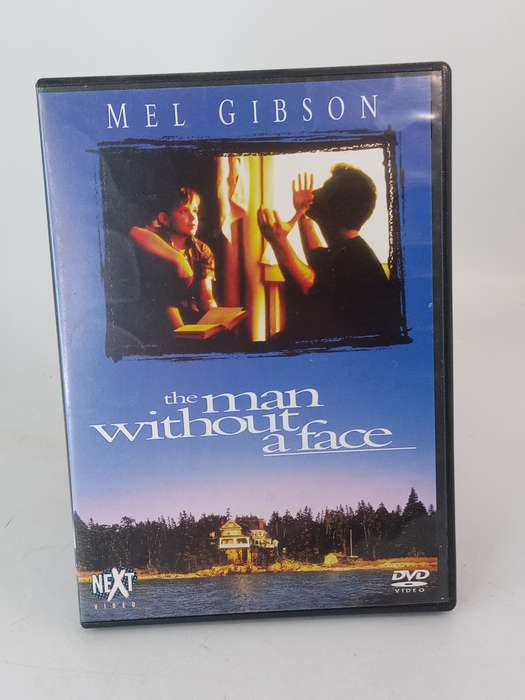 MEL GIBSON
the man
without
a face
NEXT
VIDEO
DVD
VIDEO